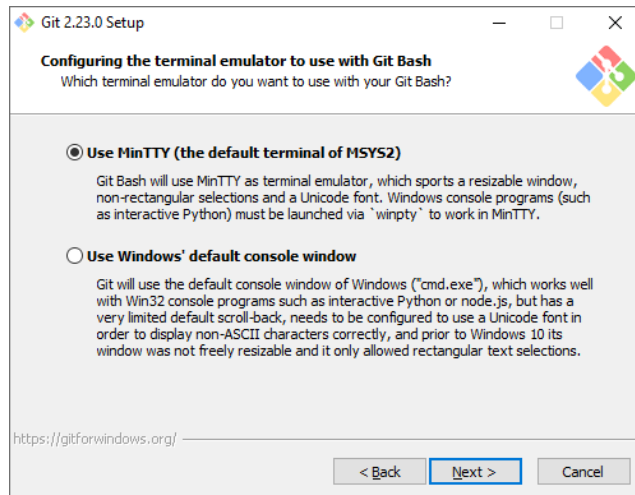 Git 2.23.0 Setup
Configuring the terminal emulator to use with Git Bash
Which terminal emulator do you want to use with your Git Bash?
Use MinTTY (the default terminal of MSYS2)
Git Bash will use MinTTY as terminal emulator, which sports a resizable window,
non-rectangular selections and a Unicode font. Windows console programs (such
as interactive Python) must be launched via `winpty` to work in MinTTY.
Use Windows' default console window
Git will use the default console window of Windows ("cmd.exe"), which works well
with Win32 console programs such as interactive Python or node.js, but has a
very limited default scroll-back, needs to be configured to use a Unicode font in
order to display non-ASCII characters correctly, and prior to Windows 10 its
window was not freely resizable and it only allowed rectangular text selections.
https://gitforwindows.org/
< Back
Next >
Cancel